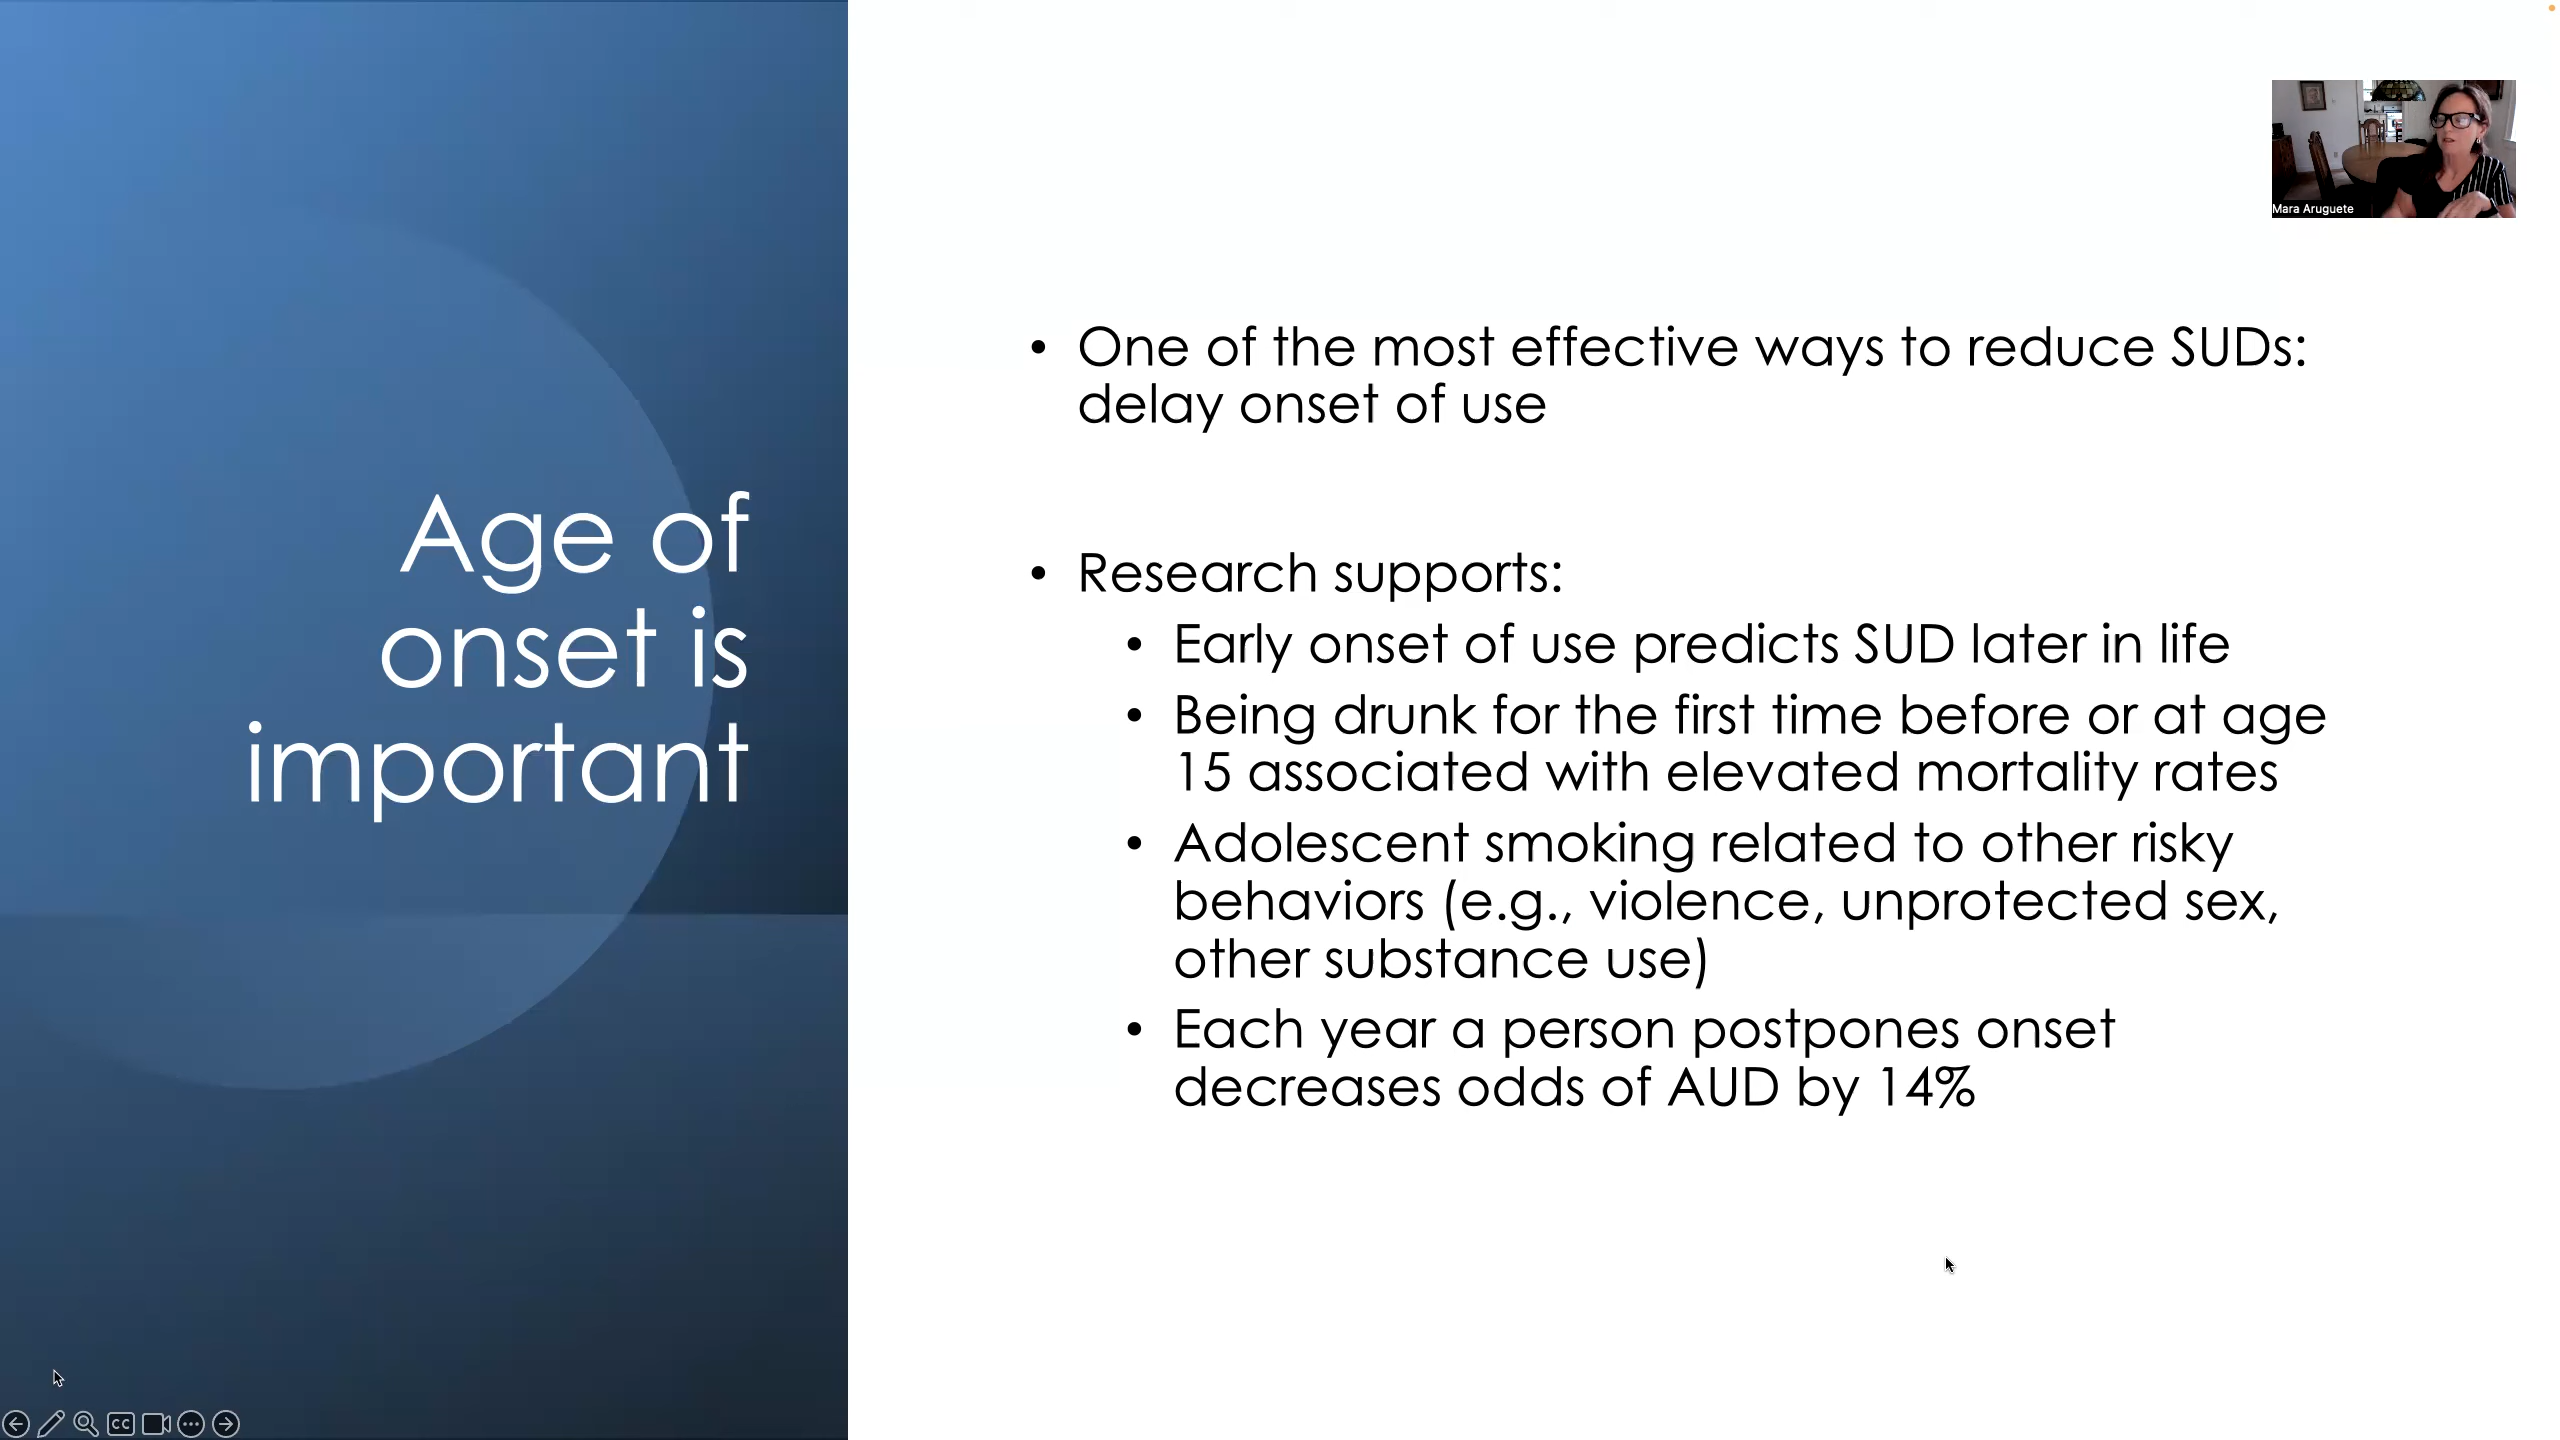 Age of
onset is
important
Mara Aruguete
• One of the most effective ways to reduce SUDs:
delay onset of use
• Research supports:
• Early onset of use predicts SUD later in life
• Being drunk for the first time before or at age
15 associated with elevated mortality rates
• Adolescent smoking related to other risky
behaviors (e.g., violence, unprotected sex,
other substance use)
• Each year a person postpones onset
decreases odds of AUD by 14%
CC